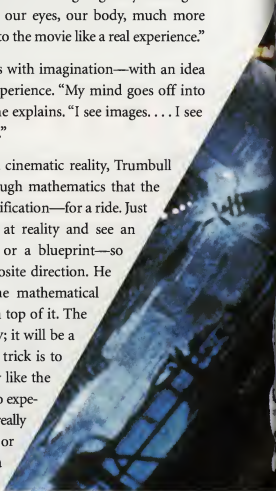 our eyes, our body, much more
to the movie like a real experience.”
s with imagination—with an idea
perience. “My mind goes off into
e explains. “I see images. . . . I see
”
cinematic reality, Trumbull
ugh mathematics that the
ification—for a ride. Just
at reality and see an
or a blueprint—so
osite direction. He
e mathematical
top of it. The
; it will be a
trick is to
like the
o expe-
eally
or